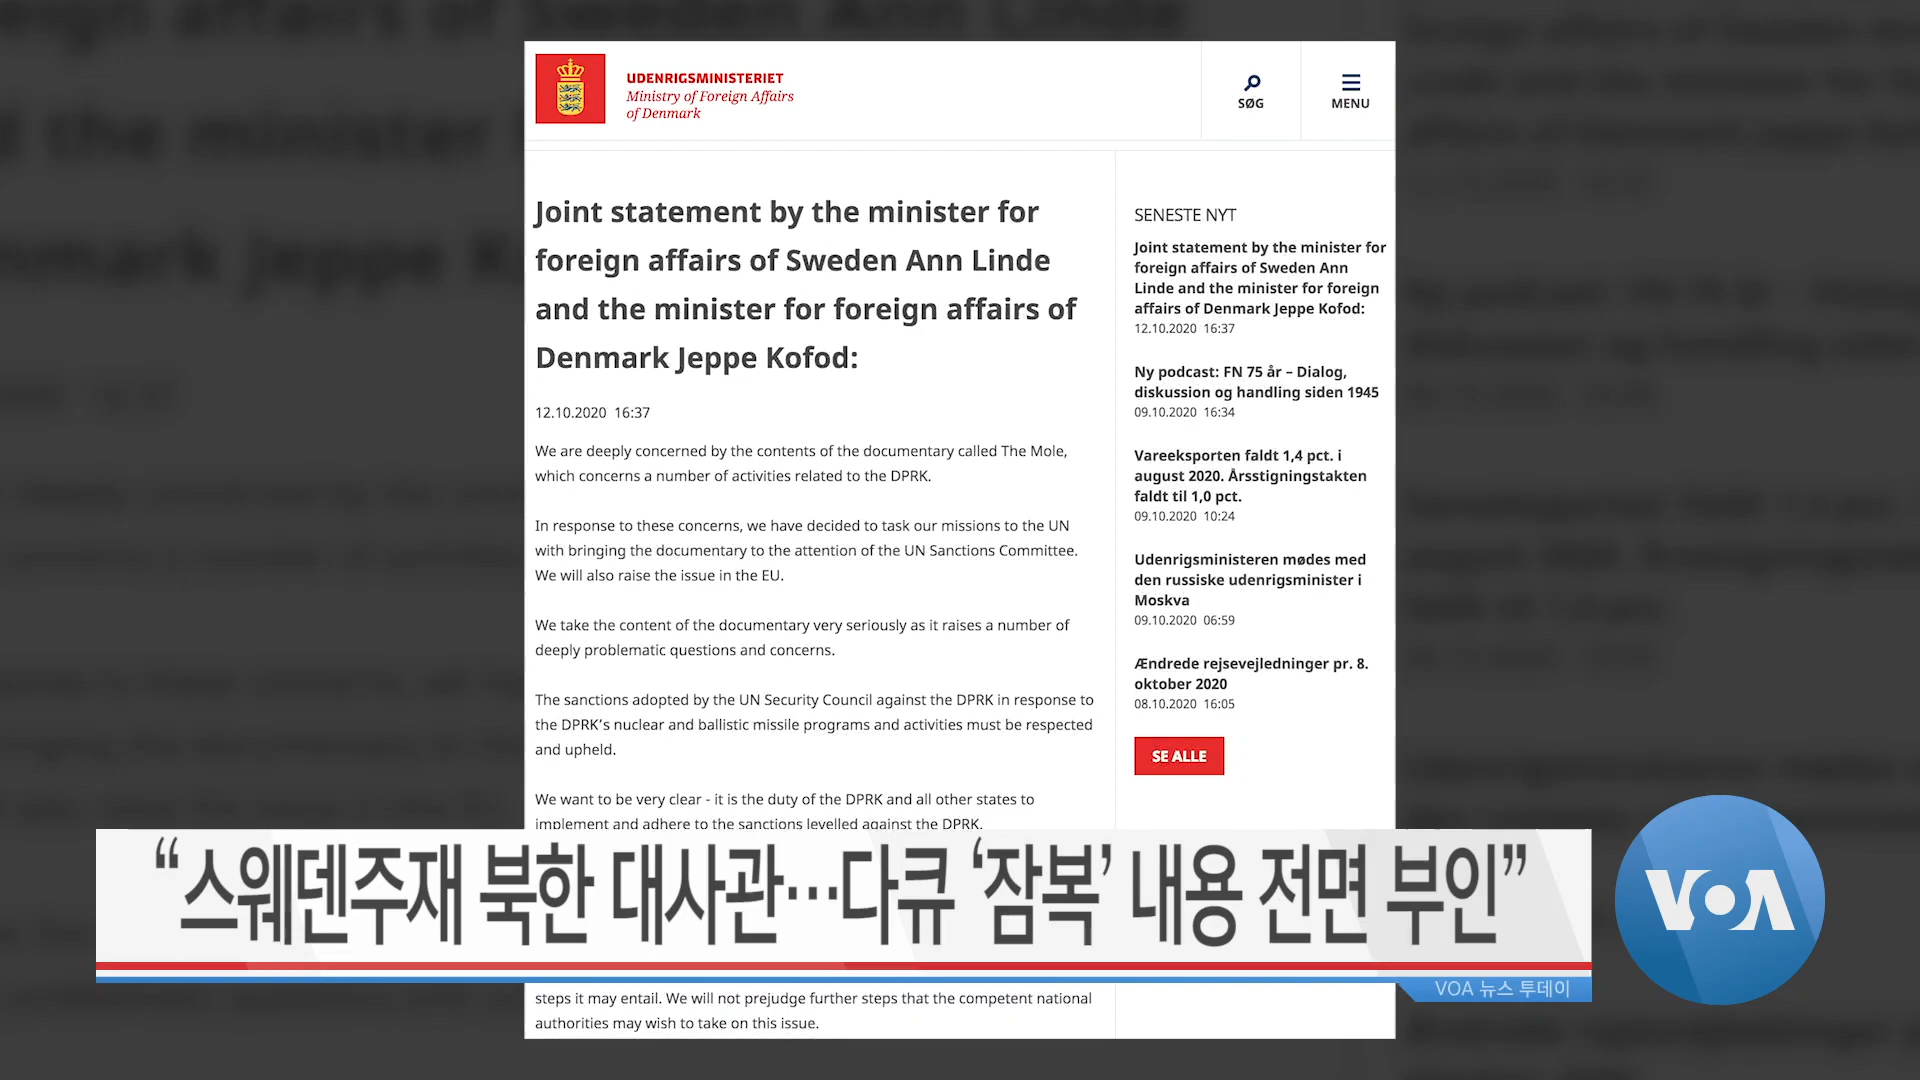 UDENRIGSMINISTERIET
Ministry of Foreign Affairs
of Denmark
SØG
MENU
Joint statement by the minister for
foreign affairs of Sweden Ann Linde
and the minister for foreign affairs of
Denmark Jeppe Kofod:
12.10.2020 16:37
We are deeply concerned by the contents of the documentary called The Mole,
which concerns a number of activities related to the DPRK.
In response to these concerns, we have decided to task our missions to the UN
with bringing the documentary to the attention of the UN Sanctions Committee.
We will also raise the issue in the EU.
We take the content of the documentary very seriously as it raises a number of
deeply problematic questions and concerns.
The sanctions adopted by the UN Security Council against the DPRK in response to
the DPRK’s nuclear and ballistic missile programs and activities must be respected
and upheld.
We want to be very clear - it is the duty of the DPRK and all other states to
implement and adhere to the sanctions levelled against the DPRK.
steps it may entail. We will not prejudge further steps that the competent national
authorities may wish to take on this issue.
SENESTE NYT
Joint statement by the minister for
foreign affairs of Sweden Ann
Linde and the minister for foreign
affairs of Denmark Jeppe Kofod:
12.10.2020 16:37
Ny podcast: FN 75 år – Dialog,
diskussion og handling siden 1945
09.10.2020 16:34
Vareeksporten faldt 1,4 pct. i
august 2020. Årsstigningstakten
faldt til 1,0 pct.
09.10.2020 10:24
Udenrigsministeren mødes med
den russiske udenrigsminister i
Moskva
09.10.2020 06:59
Ændrede rejsevejledninger pr. 8.
oktober 2020
08.10.2020 16:05
SE ALLE
“스웨덴주재 북한 대사관…다큐 ‘잠복’ 내용 전면 부인”
VOA 뉴스 투데이
VOA